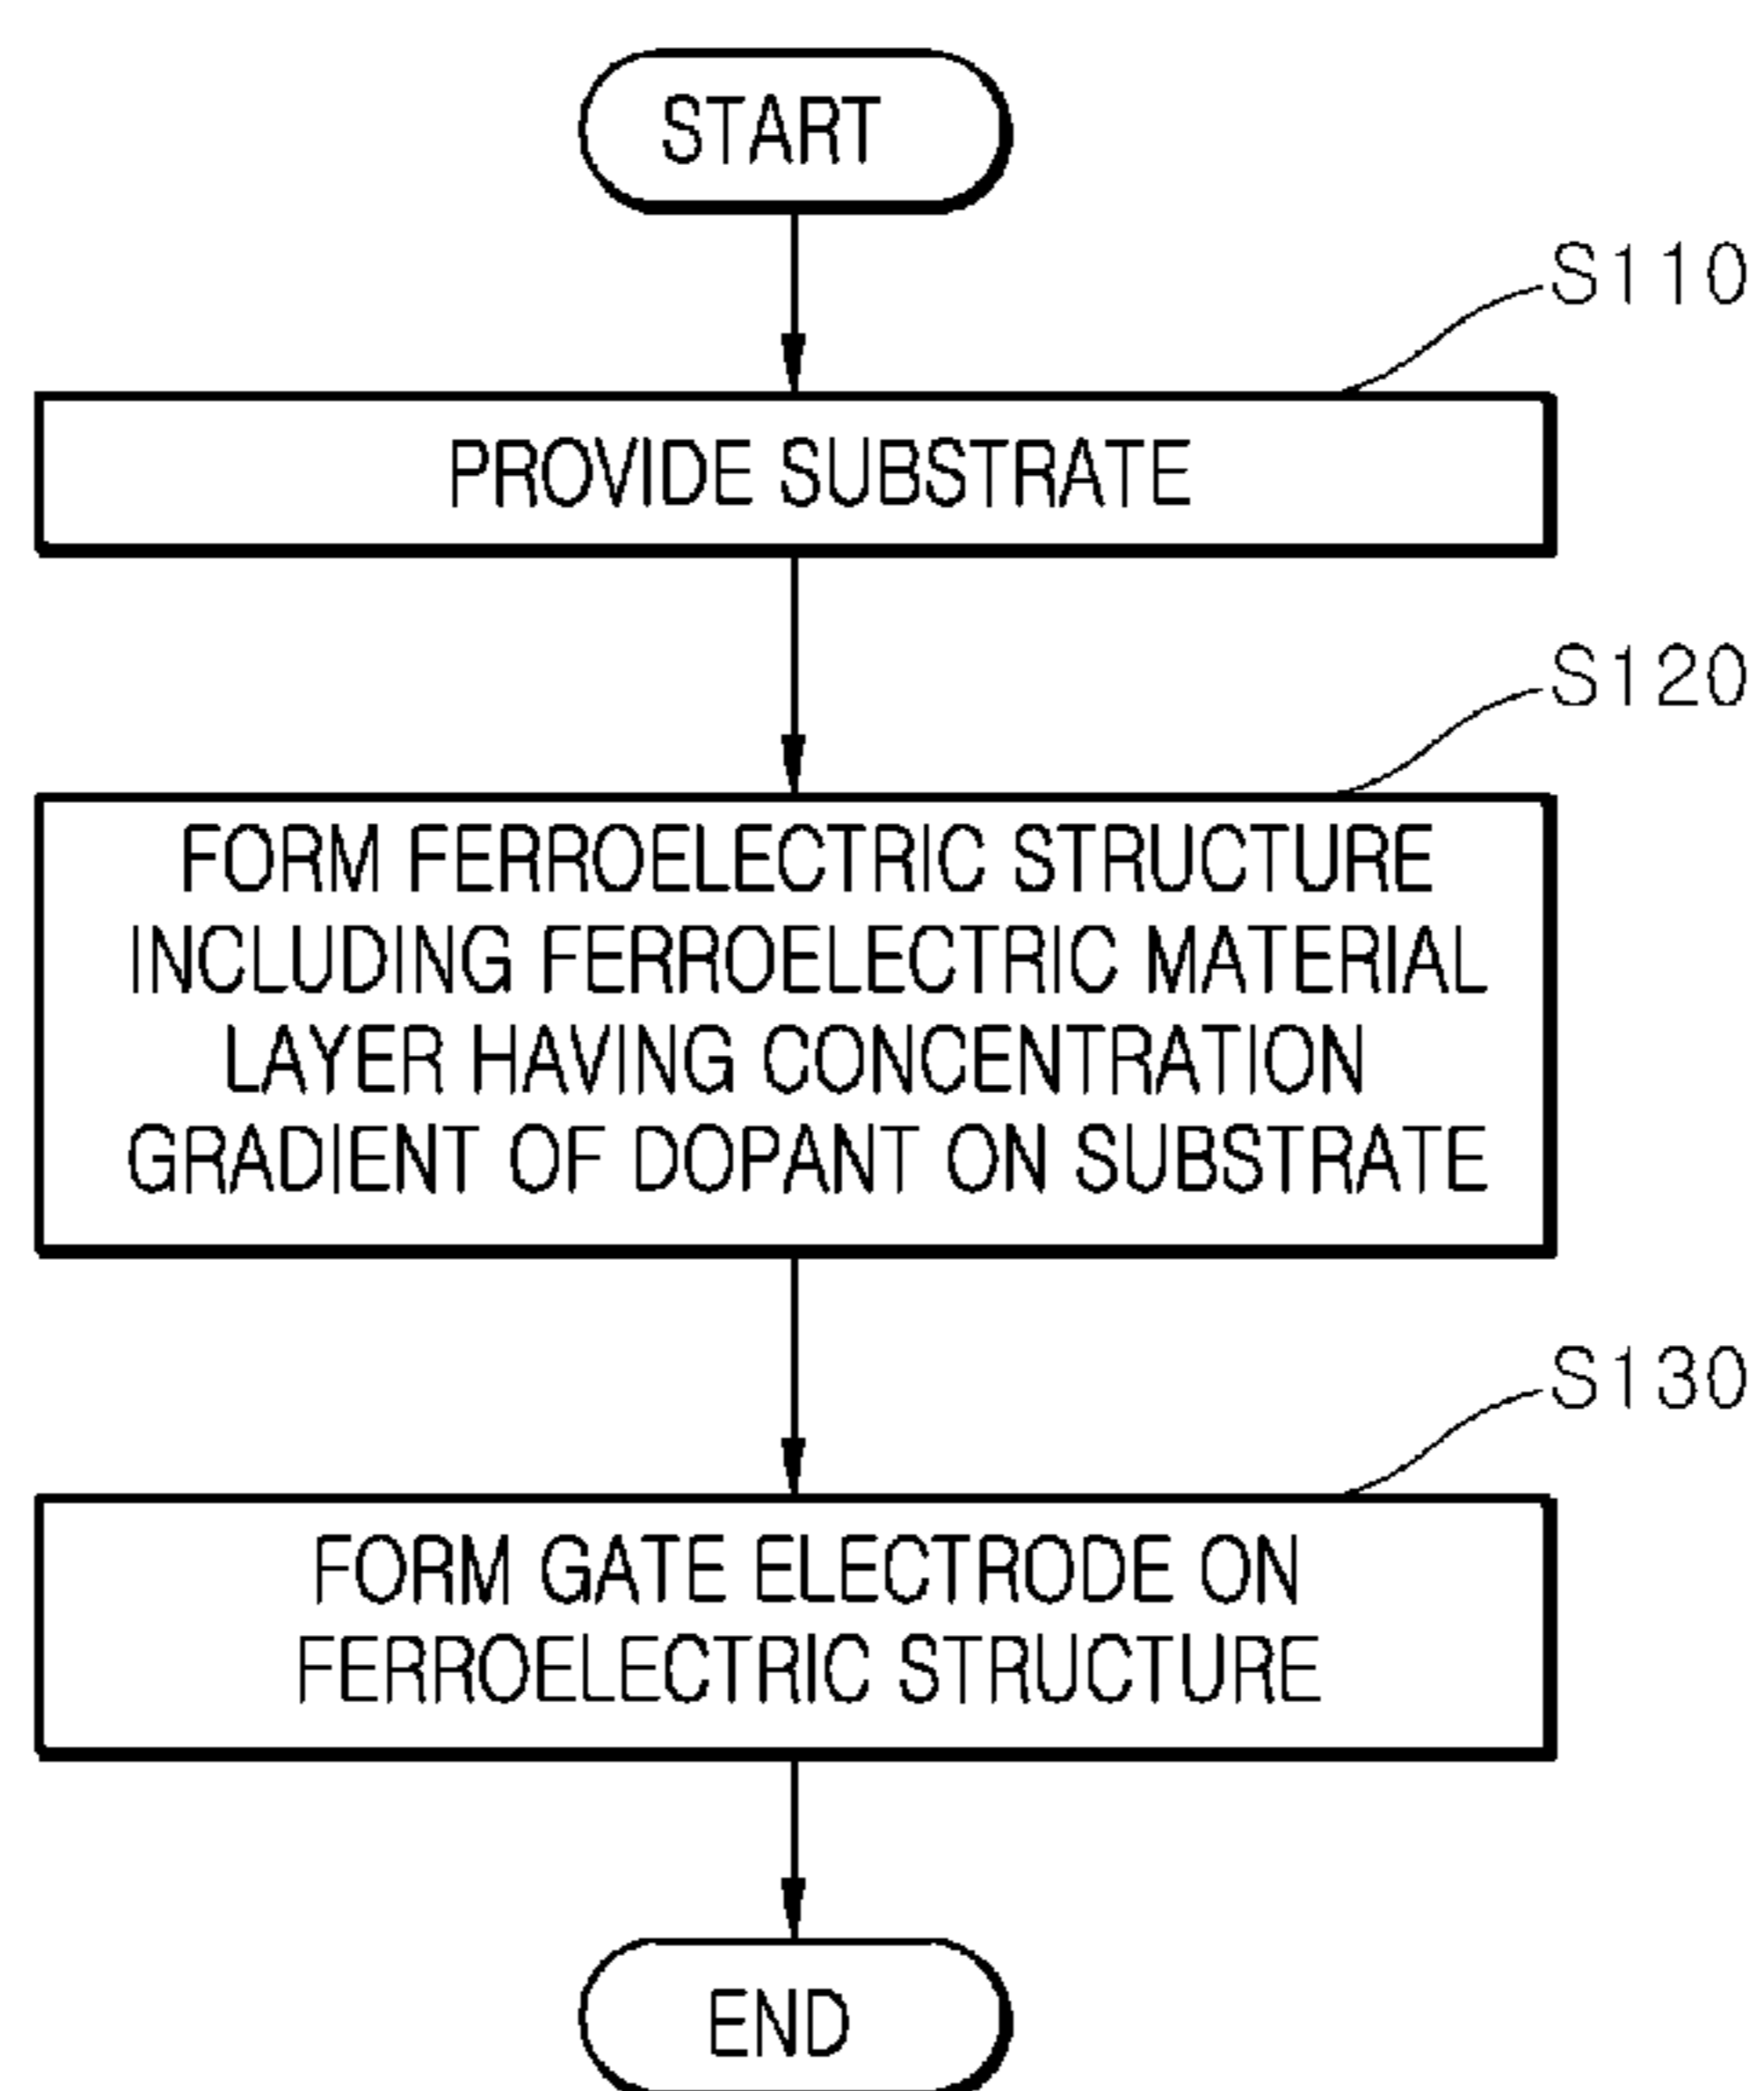 START
S110
PROVIDE SUBSTRATE
S120
FORM FERROELECTRIC STRUCTURE
INCLUDING FERROELECTRIC MATERIAL
LAYER HAVING CONCENTRATION
GRADIENT OF DOPANT ON SUBSTRATE
S130
FORM GATE ELECTRODE ON
FERROELECTRIC STRUCTURE
END